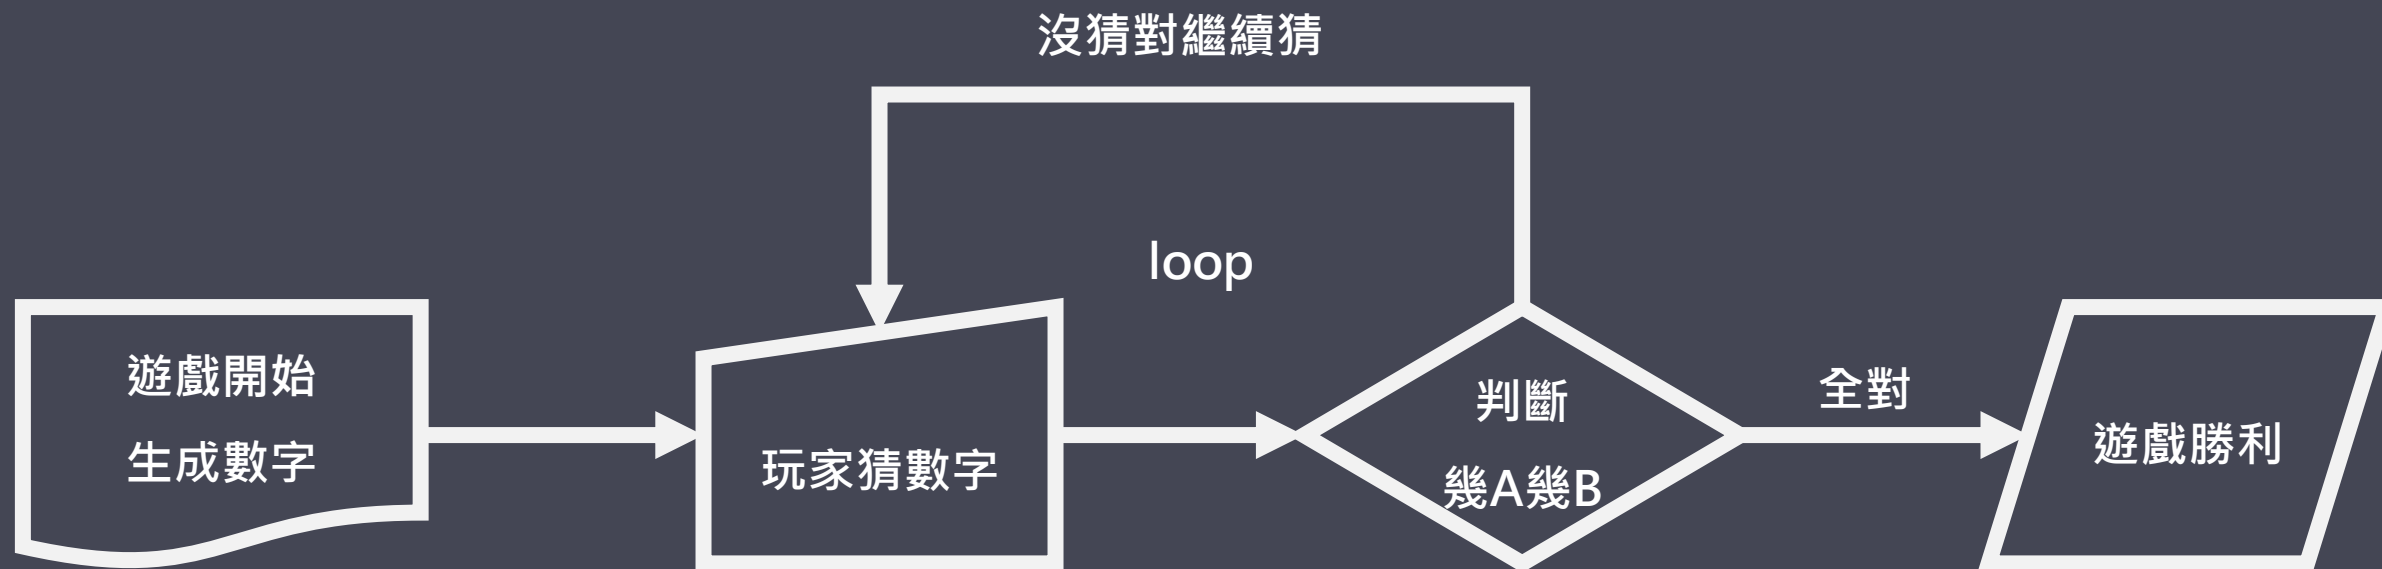 沒猜對繼續猜
loop
遊戲開始
生成數字
玩家猜數字
判斷
幾A幾B
全對
遊戲勝利